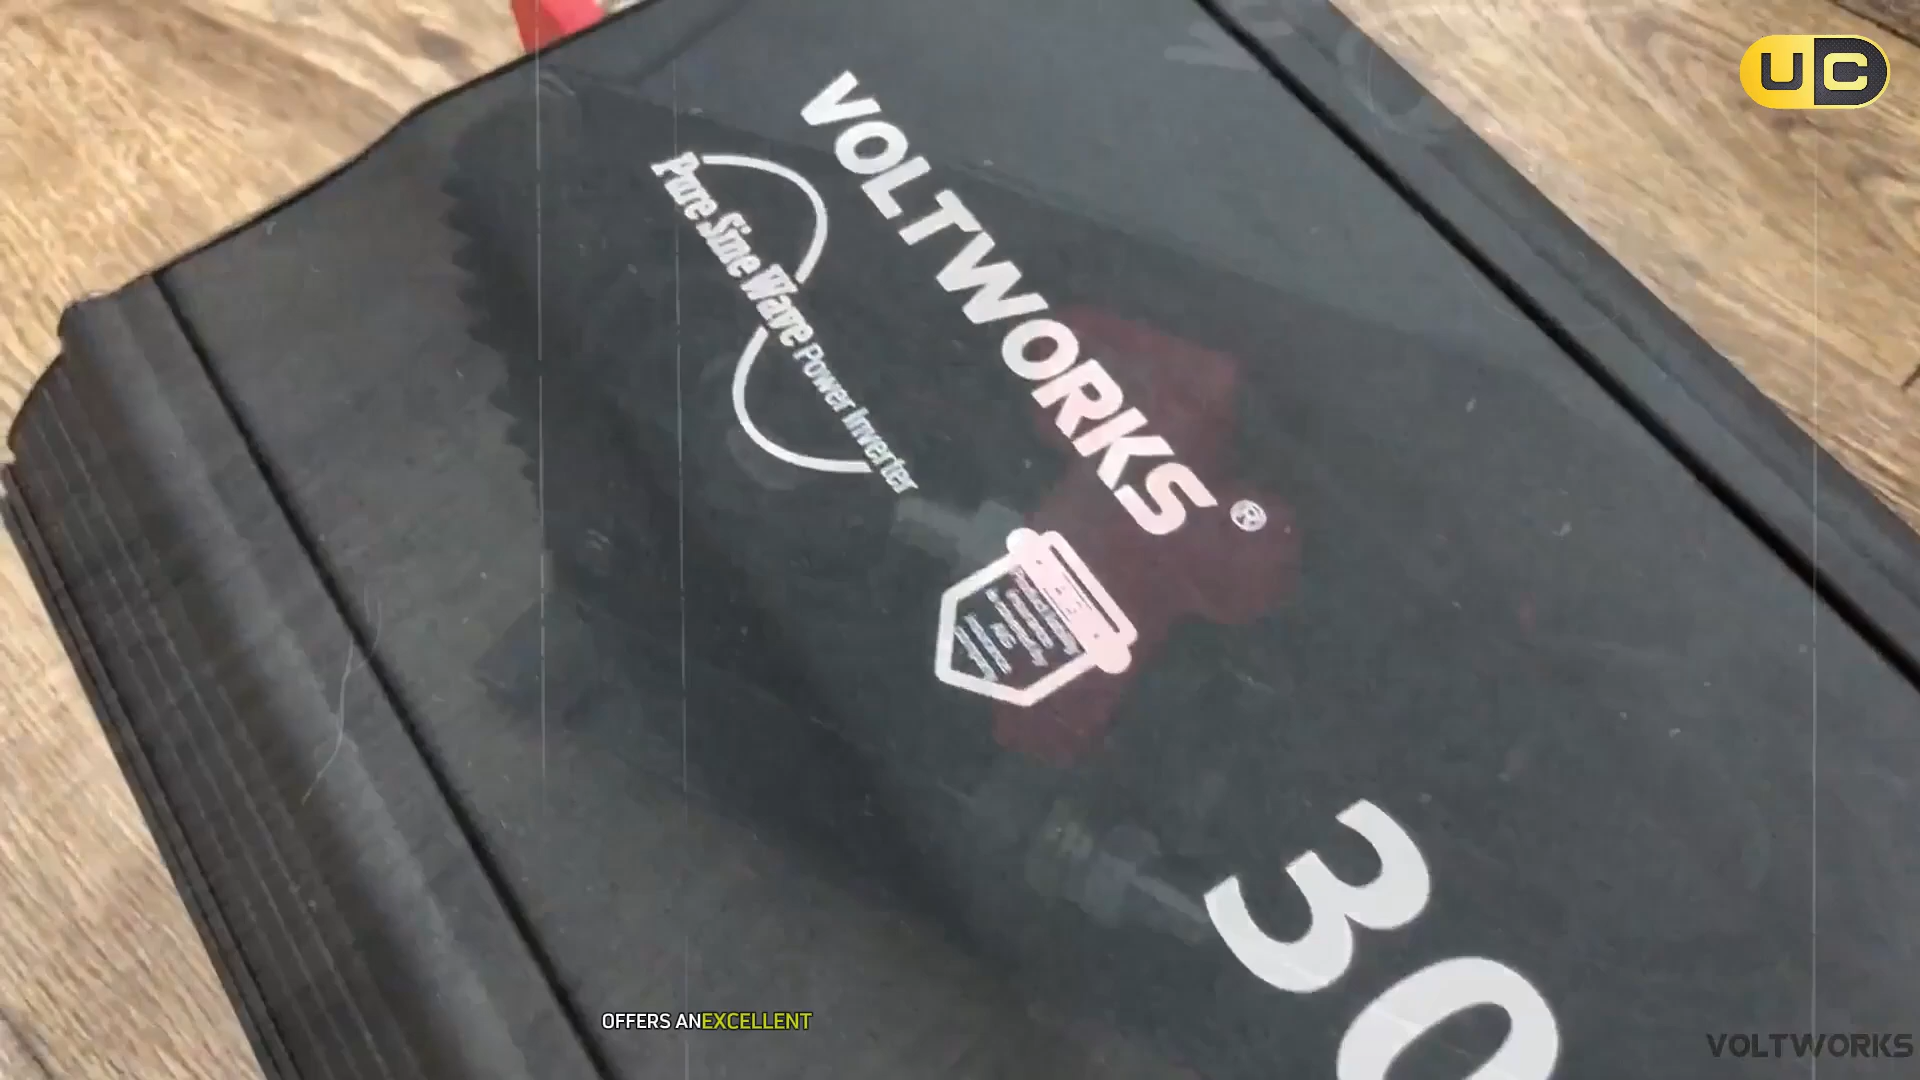 UC
VOLTWORKS®
Pure Sine Wave Power Inverter
30
OFFERS AN EXCELLENT
VOLTWORKS